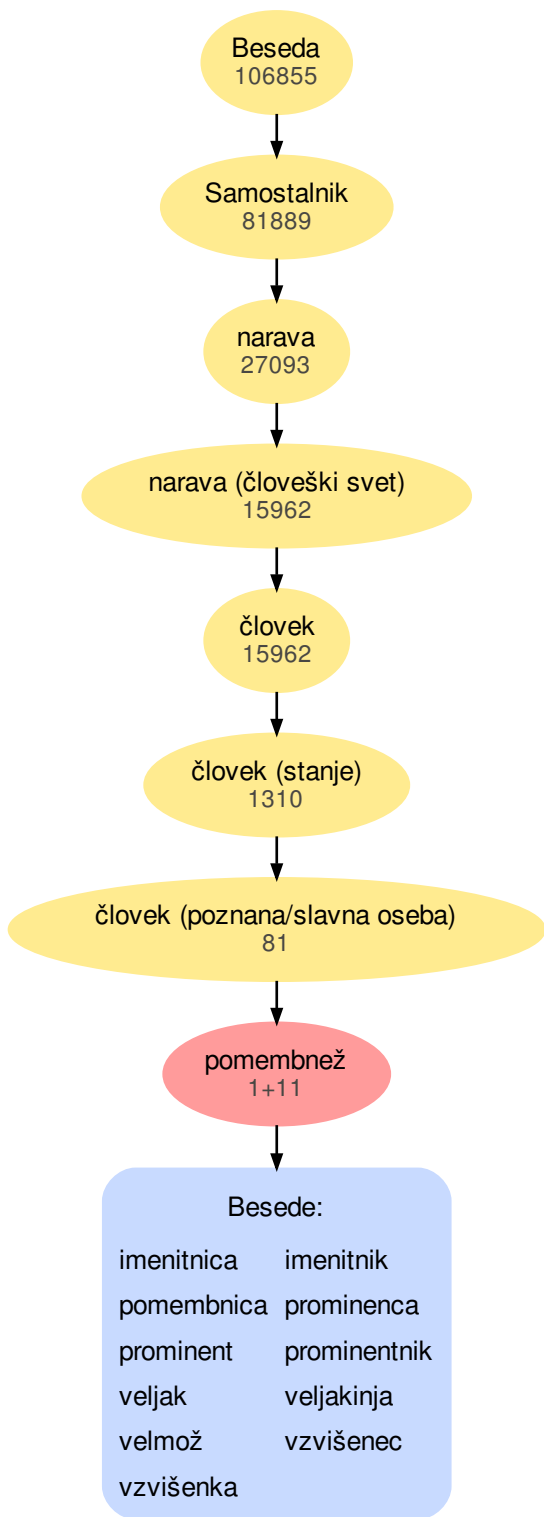 Beseda
106855
Samostalnik
81889
narava
27093
narava (človeški svet)
15962
človek
15962
človek (stanje)
1310
človek (poznana/slavna oseba)
81
pomembnež
1+11
Besede:
imenitnica imenitnik
pomembnica prominenca
prominent prominentnik
veljak veljakinja
velmož vzvišenec
vzvišenka